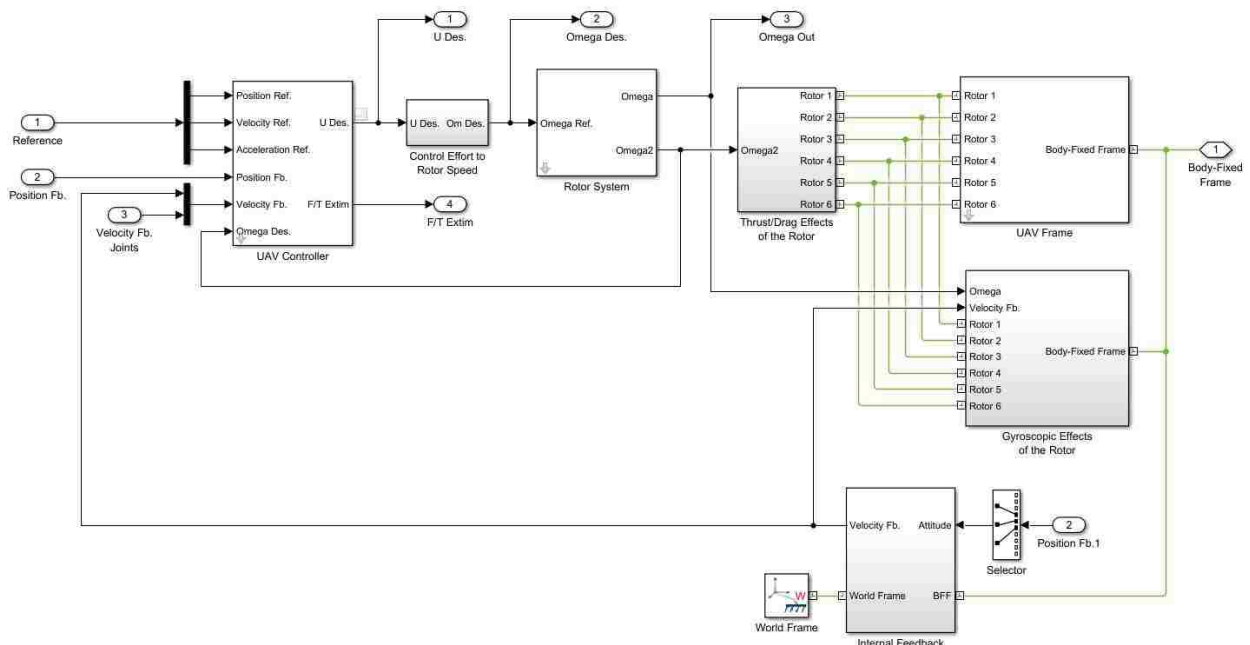 1
U Des.
2
Omega Des.
3
Omega Out
1
Reference
2
Position Fb.
3
Velocity Fb.
Joints
Position Ref.
Velocity Ref.
Acceleration Ref.
Position Fb.
Velocity Fb.
Omega Des.
U Des.
F/T Extim
UAV Controller
U Des.
Om Des.
Control Effort to
Rotor Speed
4
F/T Extim
Omega Ref.
Omega
Omega2
Rotor System
Omega2
Rotor 1
Rotor 2
Rotor 3
Rotor 4
Rotor 5
Rotor 6
Thrust/Drag Effects
of the Rotor
Rotor 1
Rotor 2
Rotor 3
Rotor 4
Rotor 5
Rotor 6
Body-Fixed Frame
UAV Frame
1
Body-Fixed
Frame
Omega
Velocity Fb.
Rotor 1
Rotor 2
Rotor 3
Rotor 4
Rotor 5
Rotor 6
Body-Fixed Frame
Gyroscopic Effects
of the Rotor
Velocity Fb.
Attitude
World Frame
BFF
Internal Feedback
Selector
2
Position Fb.1
W
World Frame